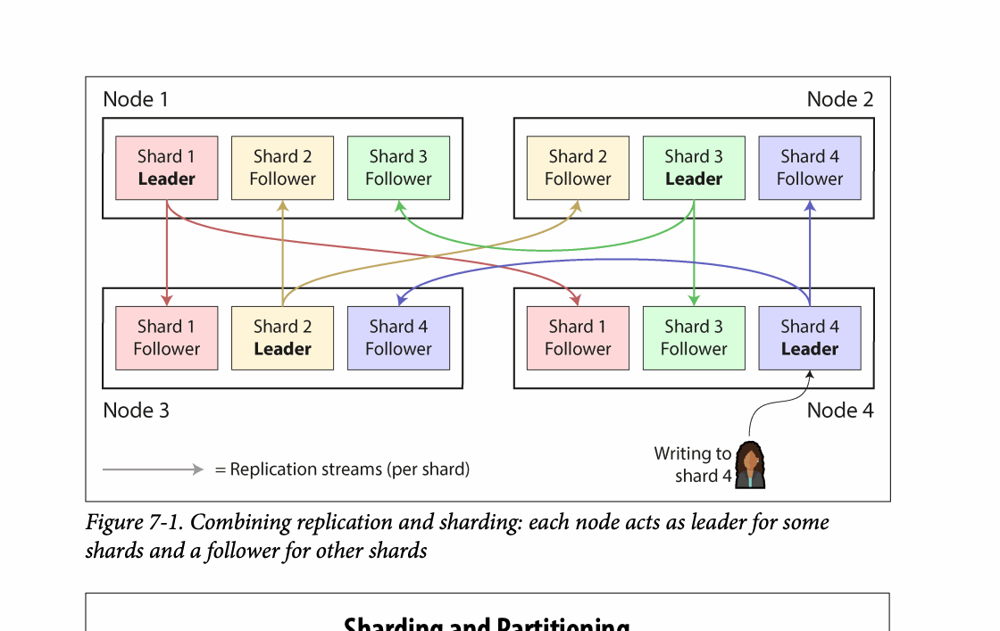 Node 1
Node 2
Shard 1
Leader
Shard 2
Follower
Shard 3
Follower
Shard 2
Follower
Shard 3
Leader
Shard 4
Follower
Shard 1
Follower
Shard 2
Leader
Shard 4
Follower
Shard 1
Follower
Shard 3
Follower
Shard 4
Leader
Node 3
Node 4
= Replication streams (per shard)
Writing to
shard 4
Figure 7-1. Combining replication and sharding: each node acts as leader for some
shards and a follower for other shards
Sharding and Partitioning